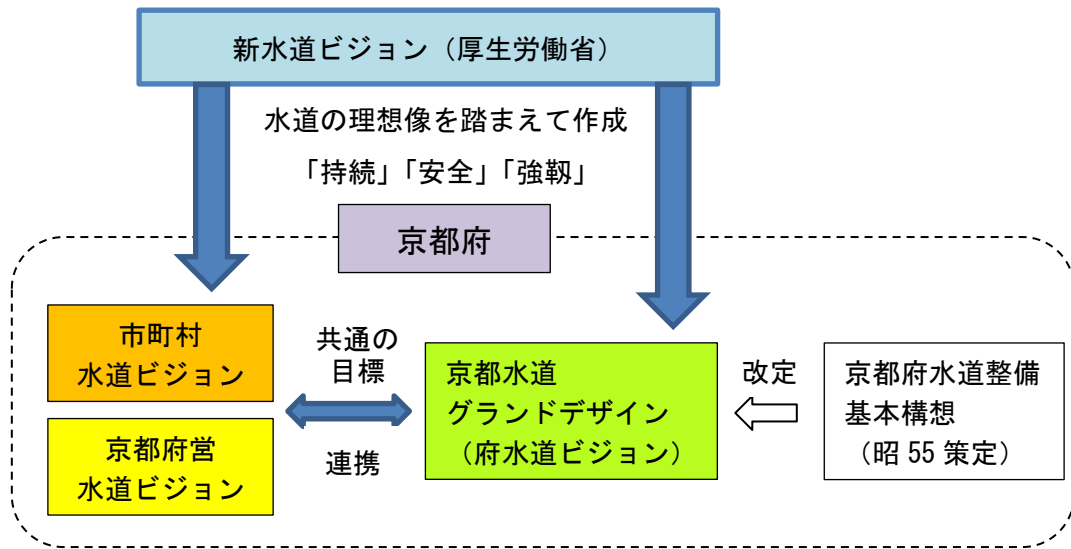 新水道ビジョン（厚生労働省）
水道の理想像を踏まえて作成
「持続」「安全」「強靱」
京都府
市町村
水道ビジョン
京都府営
水道ビジョン
共通の
目標
連携
京都水道
グランドデザイン
（府水道ビジョン）
改定
京都府水道整備
基本構想
（昭 55 策定）